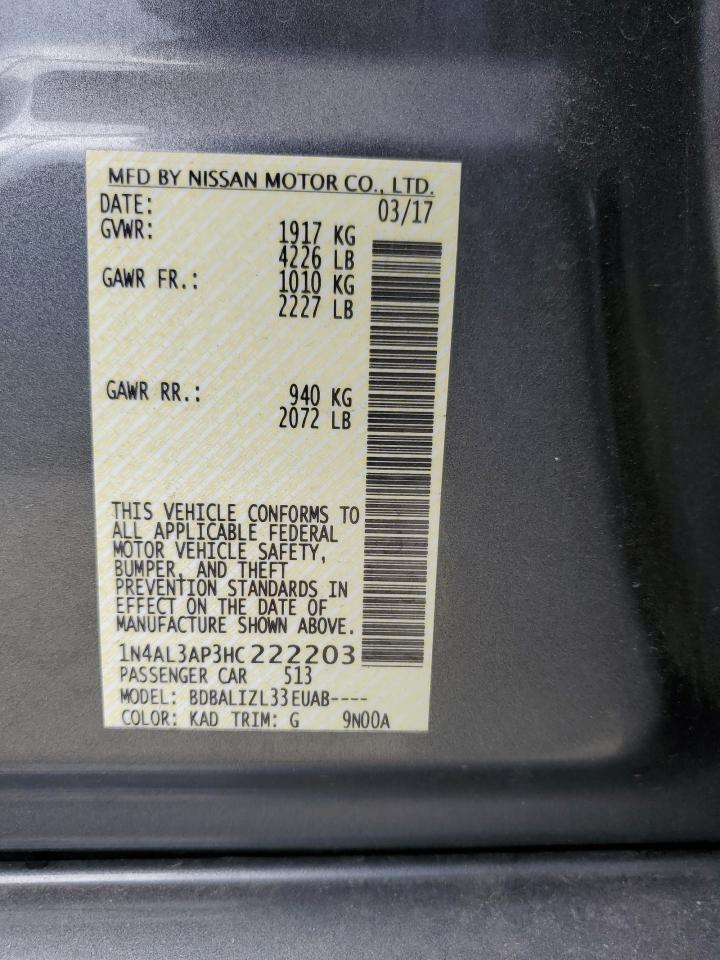 MFD BY NISSAN MOTOR CO., LTD.
DATE: 03/17
GVWR: 1917 KG
4226 LB
GAWR FR.: 1010 KG
2227 LB
GAWR RR.: 940 KG
2072 LB
THIS VEHICLE CONFORMS TO
ALL APPLICABLE FEDERAL
MOTOR VEHICLE SAFETY,
BUMPER, AND THEFT
PREVENTION STANDARDS IN
EFFECT ON THE DATE OF
MANUFACTURE SHOWN ABOVE.
1N4AL3AP3HC222203
PASSENGER CAR 513
MODEL: BDBALIZL33EUAB----
COLOR: KAD TRIM: G 9N00A